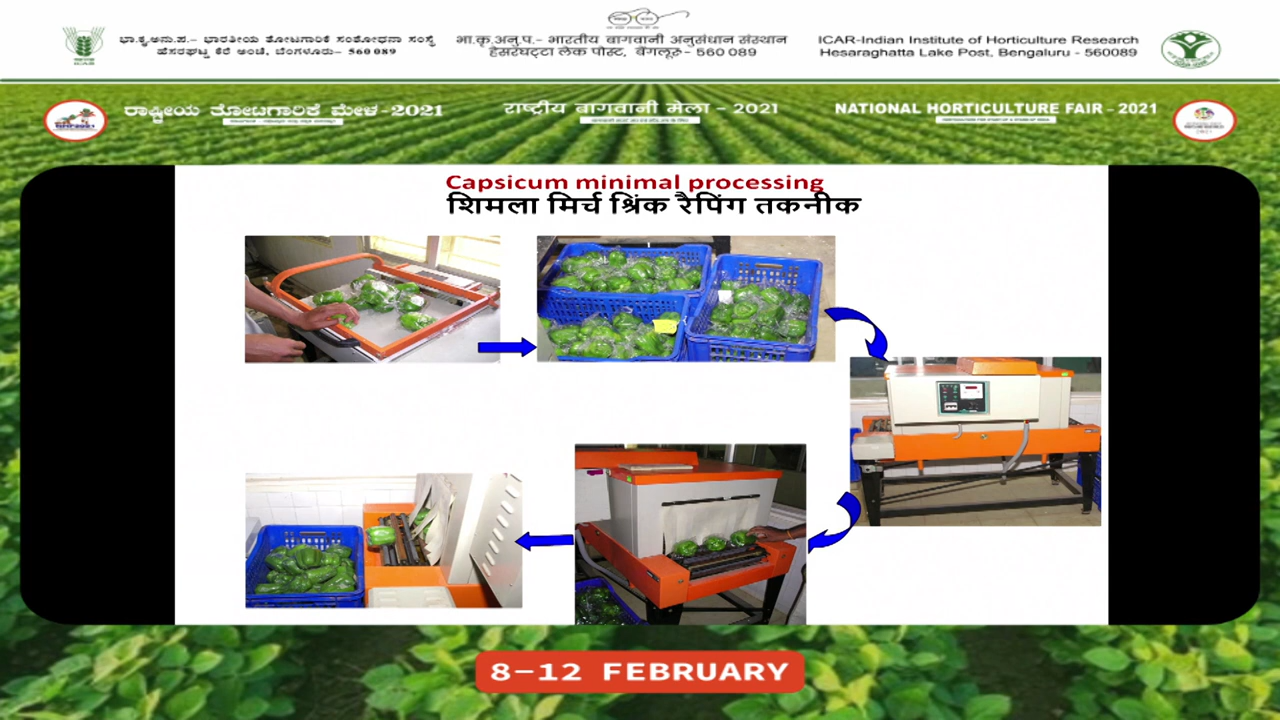 ಭಾ.ಕೃ.ಅನು.ಪ.- ಭಾರತೀಯ ತೋಟಗಾರಿಕೆ ಸಂಶೋಧನಾ ಸಂಸ್ಥೆ
ಹೆಸರಘಟ್ಟ ಕೆರೆ ಅಂಚೆ, ಬೆಂಗಳೂರು- 560 089
भा.कृ.अनु.प.- भारतीय बागवानी अनुसंधान संस्थान
हेसरघट्टा लेक पोस्ट, बेंगलूरू - 560 089
ICAR-Indian Institute of Horticulture Research
Hesaraghatta Lake Post, Bengaluru - 560089
ರಾಷ್ಟ್ರೀಯ ತೋಟಗಾರಿಕೆ ಮೇಳ -2021
राष्ट्रीय बागवानी मेला - 2021
NATIONAL HORTICULTURE FAIR - 2021
Capsicum minimal processing
शिमला मिर्च श्रिंक रैपिंग तकनीक
8-12 FEBRUARY